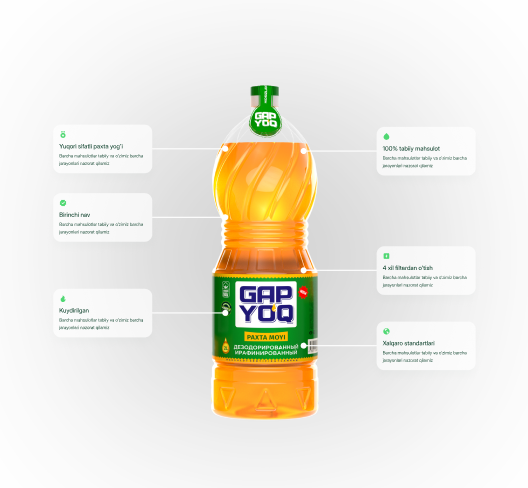 GAP
YO'Q
Yuqori sifatli paxta yog'i
Barcha mahsulotlar tabiiy va o'zimiz barcha
jarayonlari nazorat qilamiz
100% tabiiy mahsulot
Barcha mahsulotlar tabiiy va o'zimiz barcha
jarayonlari nazorat qilamiz
Birinchi nav
Barcha mahsulotlar tabiiy va o'zimiz barcha
jarayonlari nazorat qilamiz
4 xil filterdan o'tish
Barcha mahsulotlar tabiiy va o'zimiz barcha
jarayonlari nazorat qilamiz
Kuydirilgan
Barcha mahsulotlar tabiiy va o'zimiz barcha
jarayonlari nazorat qilamiz
GAP
YO'Q
PAXTA MOYI
ДЕЗОДОРИРОВАННЫЙ
ИРАФИНИРОВАННЫЙ
Xalqaro standartlari
Barcha mahsulotlar tabiiy va o'zimiz barcha
jarayonlari nazorat qilamiz